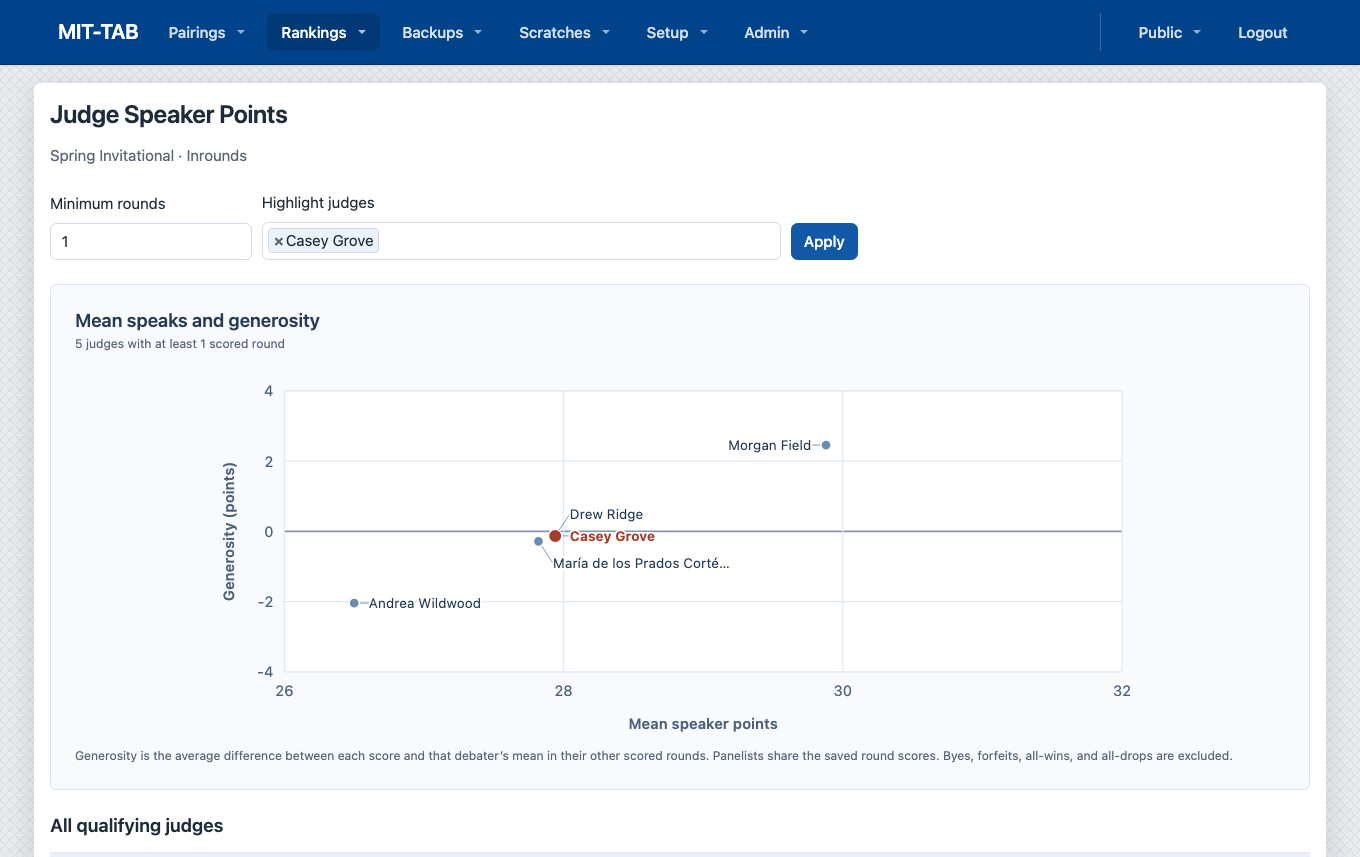 MIT-TAB Pairings Rankings Backups Scratches Setup Admin Public Logout
Judge Speaker Points
Spring Invitational · Inrounds
Minimum rounds
Highlight judges
1
×Casey Grove
Apply
Mean speaks and generosity
5 judges with at least 1 scored round
4
Morgan Field
2
Generosity (points)
Drew Ridge
0
Casey Grove
María de los Prados Corté…
-2
Andrea Wildwood
-4
26 28 30 32
Mean speaker points
Generosity is the average difference between each score and that debater's mean in their other scored rounds. Panelists share the saved round scores. Byes, forfeits, all-wins, and all-drops are excluded.
All qualifying judges